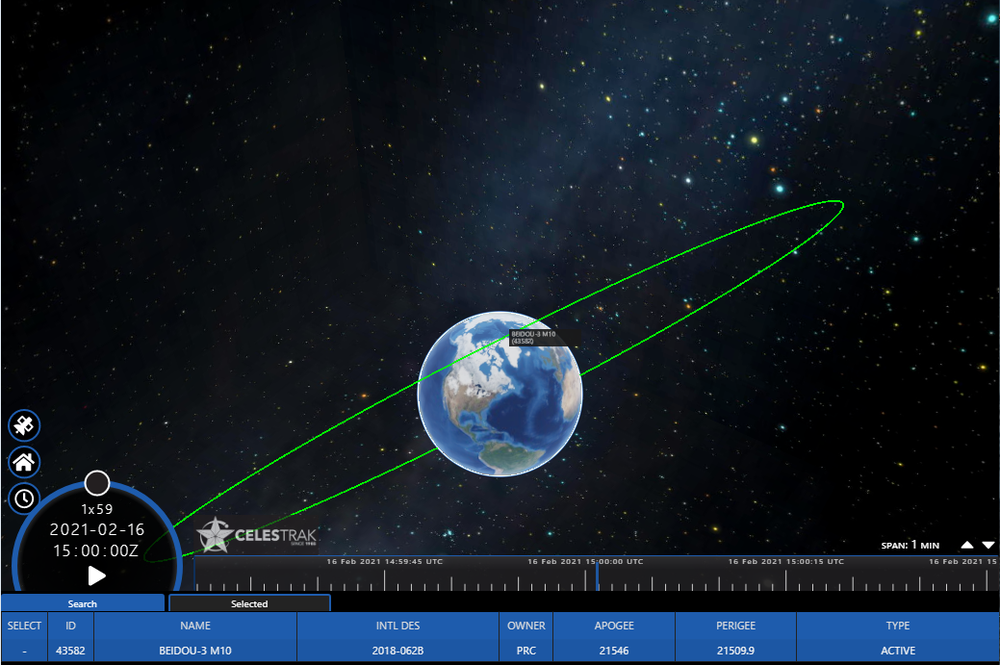 BEIDOU-3 M10
(43582)
1x59
2021-02-16
15:00:00Z
CELESTRAK
SINCE 1985
SPAN: 1 MIN
16 Feb 2021 14:59:45 UTC
16 Feb 2021 15:00:00 UTC
16 Feb 2021 15:00:15 UTC
16 Feb 2021 15
Search
Selected
SELECT ID NAME INTL DES OWNER APOGEE PERIGEE TYPE
- 43582 BEIDOU-3 M10 2018-062B PRC 21546 21509.9 ACTIVE